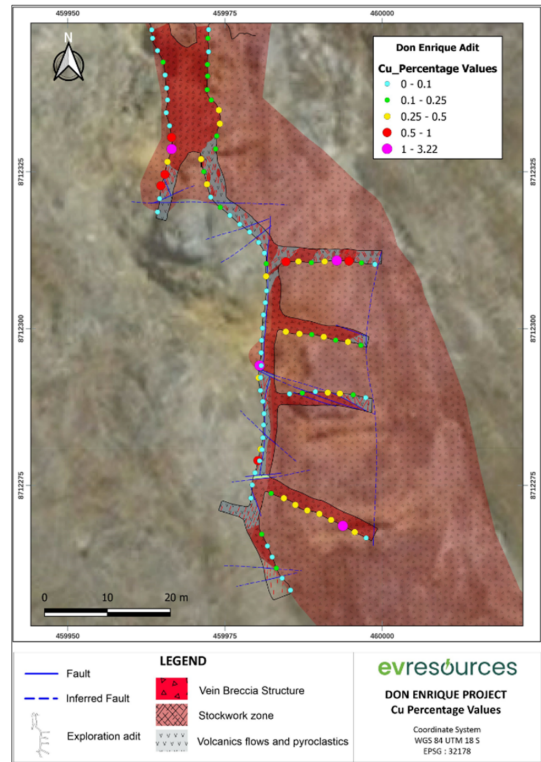 459950
459975
460000
N
Don Enrique Adit
Cu_Percentage Values
0 - 0.1
0.1 - 0.25
0.25 - 0.5
0.5 - 1
1 - 3.22
8712325
8712325
8712300
8712300
8712275
8712275
0 10 20 m
459950
459975
460000
LEGEND
Fault
Inferred Fault
Exploration adit
Vein Breccia Structure
Stockwork zone
Volcanics flows and pyroclastics
evresources
DON ENRIQUE PROJECT
Cu Percentage Values
Coordinate System
WGS 84 UTM 18 S
EPSG : 32178